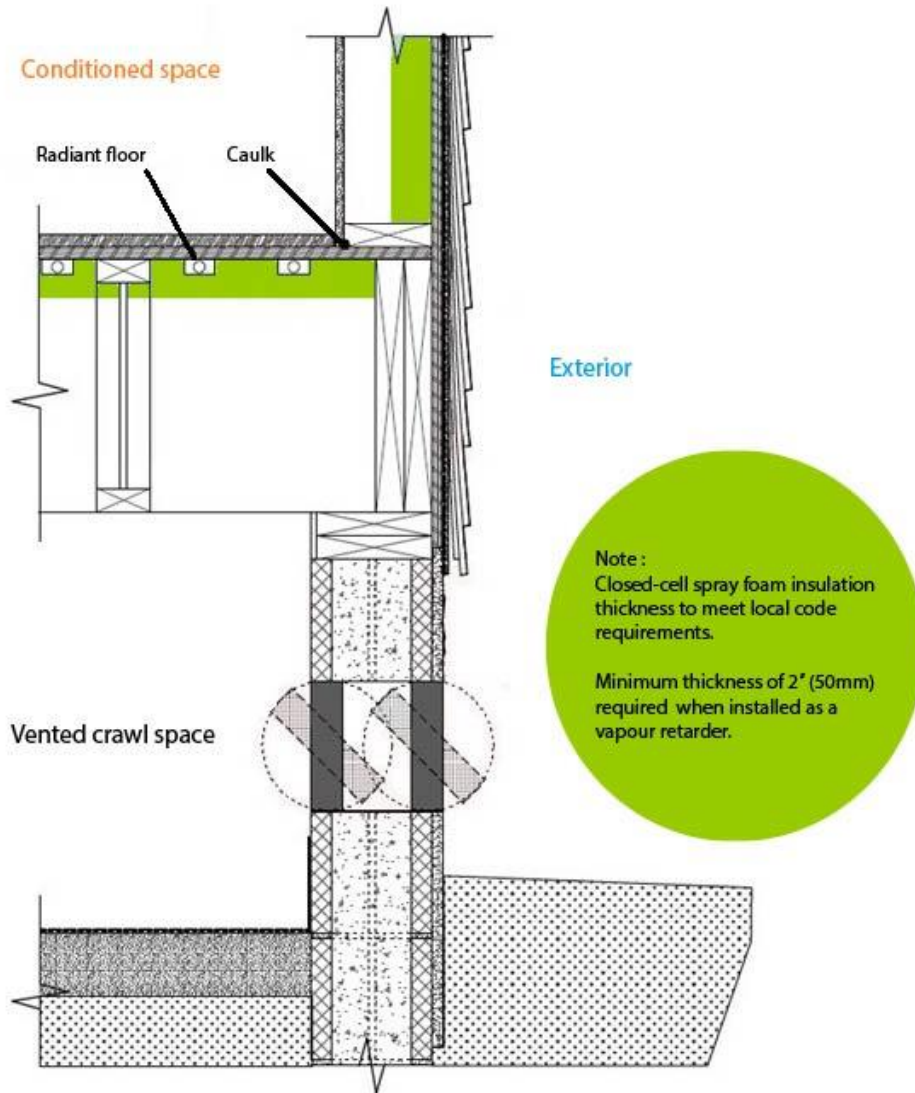 Conditioned space
Radiant floor
Caulk
Exterior
Note :
Closed-cell spray foam insulation
thickness to meet local code
requirements.
Minimum thickness of 2" (50mm)
required when installed as a
vapour retarder.
Vented crawl space